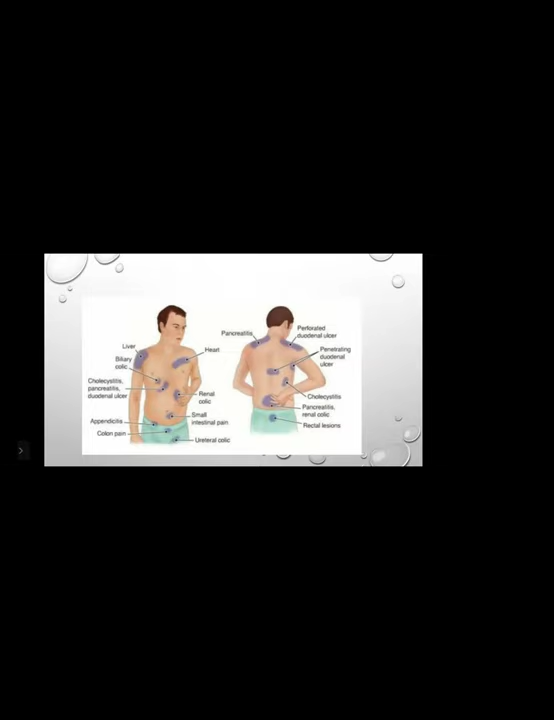 Liver
Biliary
colic
Cholecystitis,
pancreatitis,
duodenal ulcer
Appendicitis
Colon pain
Heart
Renal
colic
Small
intestinal pain
Ureteral colic
Pancreatitis
Perforated
duodenal ulcer
Penetrating
duodenal
ulcer
Cholecystitis
Pancreatitis,
renal colic
Rectal lesions